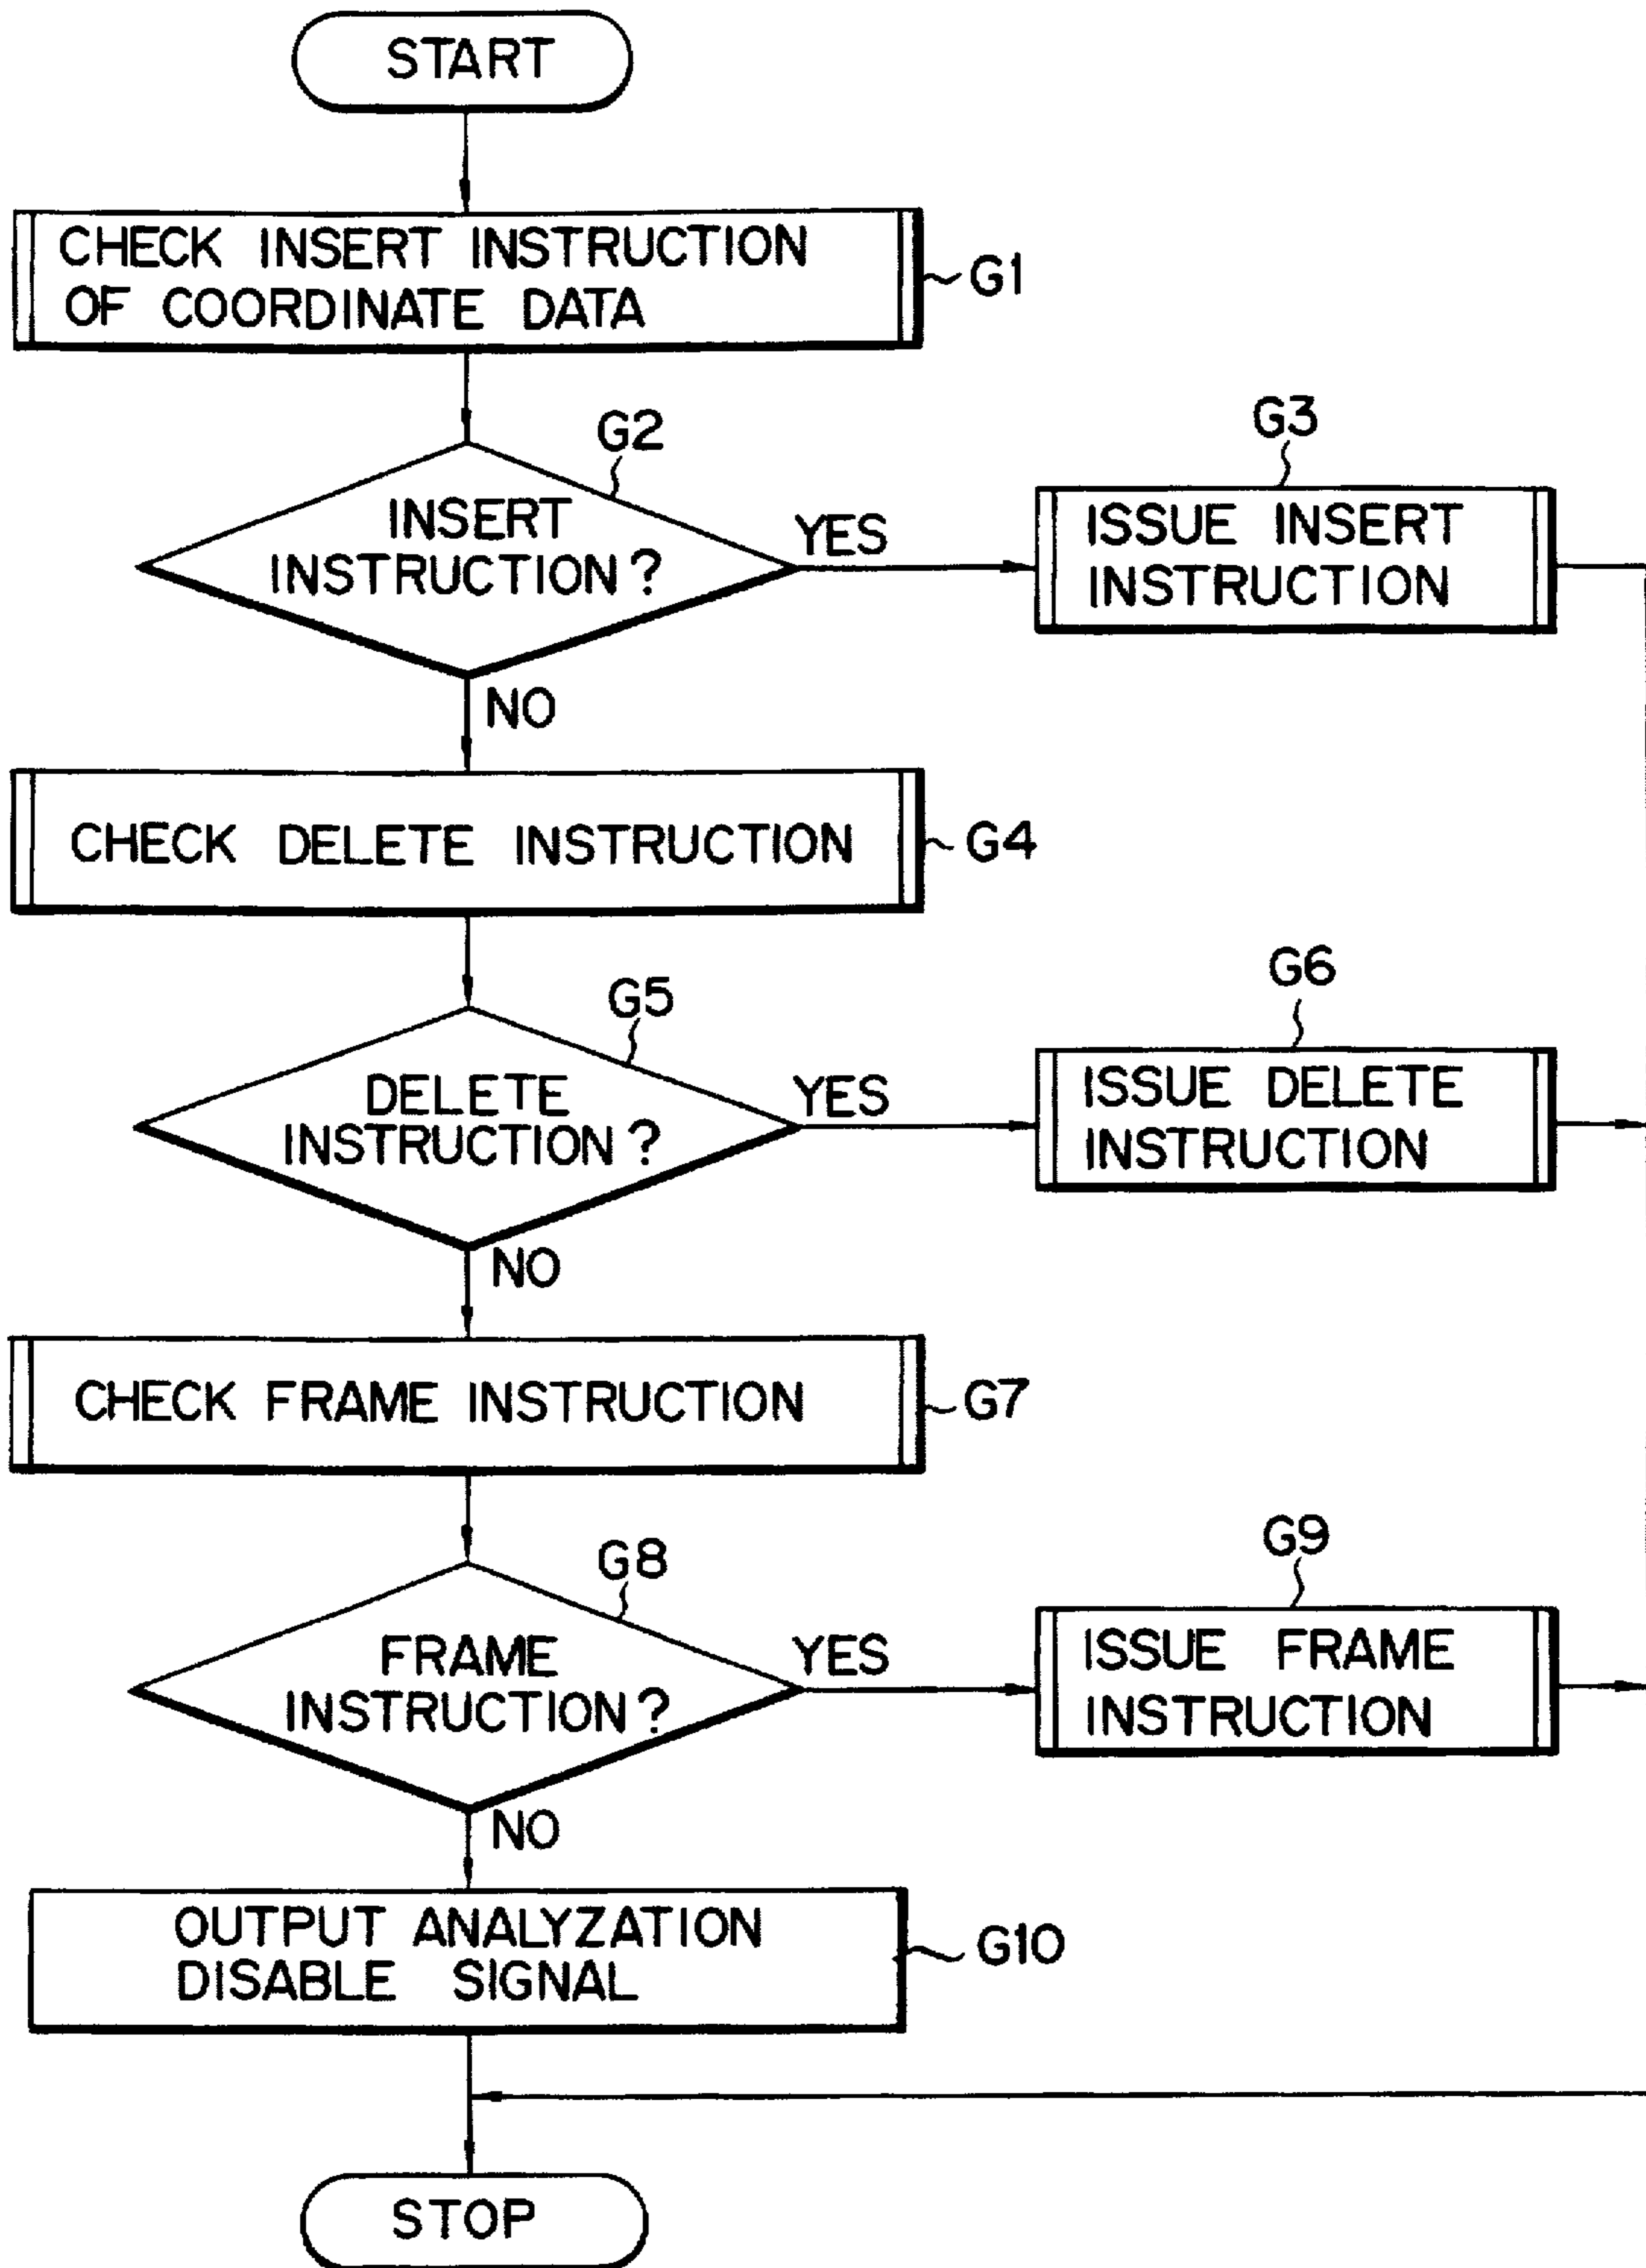 START
CHECK INSERT INSTRUCTION
OF COORDINATE DATA
G1
G2
INSERT
INSTRUCTION?
YES
G3
ISSUE INSERT
INSTRUCTION
NO
CHECK DELETE INSTRUCTION
G4
G5
DELETE
INSTRUCTION?
YES
G6
ISSUE DELETE
INSTRUCTION
NO
CHECK FRAME INSTRUCTION
G7
G8
FRAME
INSTRUCTION?
YES
G9
ISSUE FRAME
INSTRUCTION
NO
OUTPUT ANALYZATION
DISABLE SIGNAL
G10
STOP